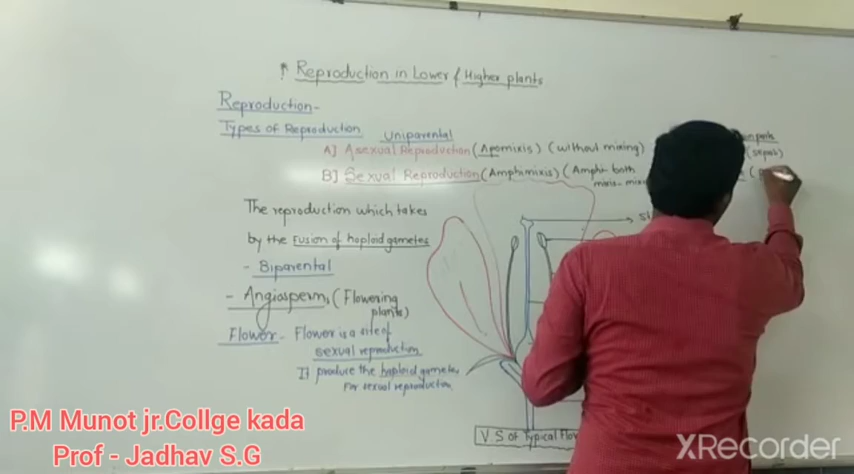 Reproduction in Lower & Higher plants
Reproduction-
Types of Reproduction Uniparental
A] Asexual Reproduction (Apomixis) (without mixing)
B] Sexual Reproduction (Amphimixis) (Amphi- both
The reproduction which takes
by the Fusion of haploid gametes
- Biparental
- Angiosperm, (Flowering
plants)
Flower - Flower is a site of
sexual reproduction
It produce the haploid gametes
For sexual reproduction
V.S of Typical
(sepals)
P.M Munot jr.Collge kada
Prof - Jadhav S.G
XRecorder